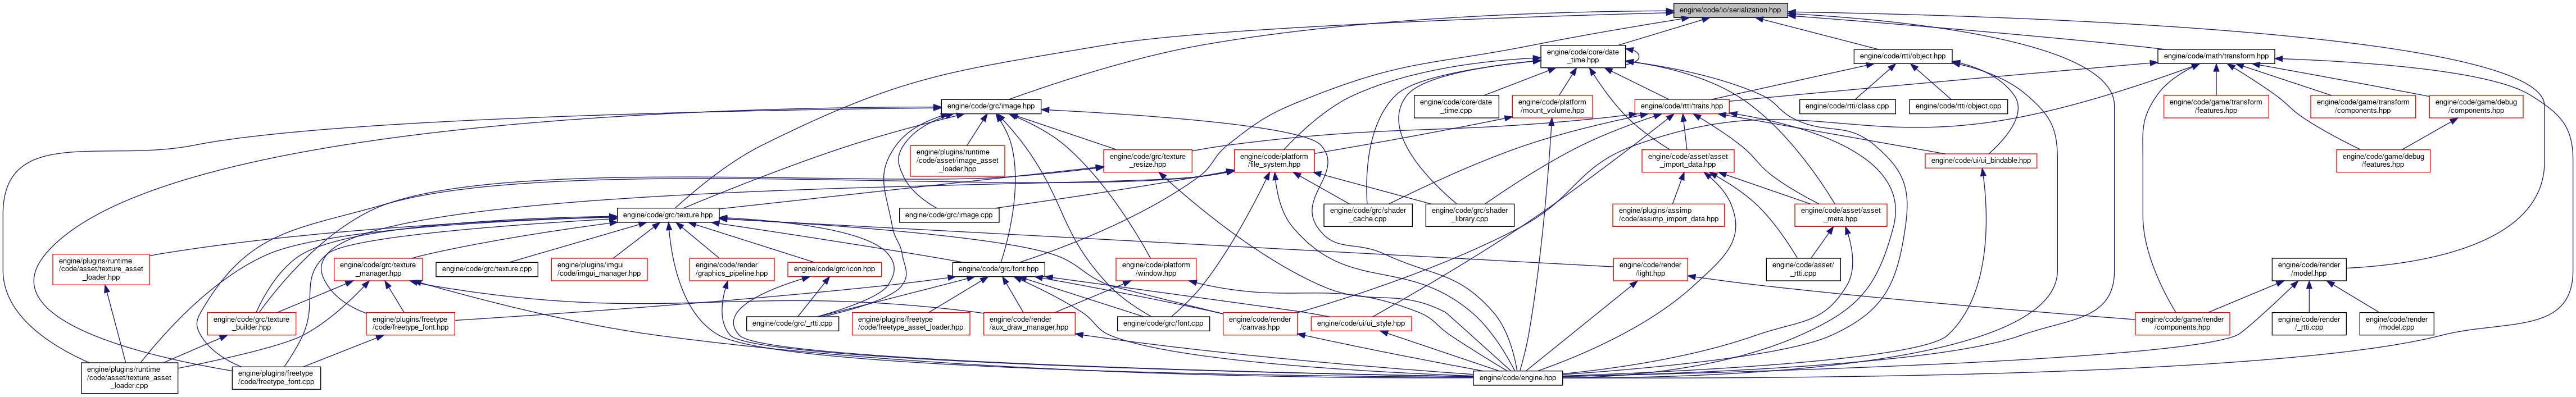 engine/code/io/serialization.hpp
engine/code/core/date
_time.hpp
engine/code/rtti/object.hpp
engine/code/math/transform.hpp
engine/code/grc/image.hpp
engine/code/core/date
_time.cpp
engine/code/platform
/mount_volume.hpp
engine/code/rtti/traits.hpp
engine/code/rtti/class.cpp
engine/code/rtti/object.cpp
engine/code/game/transform
/features.hpp
engine/code/game/transform
/components.hpp
engine/code/game/debug
/components.hpp
engine/plugins/runtime
/code/asset/image_asset
_loader.hpp
engine/code/grc/texture
_resize.hpp
engine/code/platform
/file_system.hpp
engine/code/asset/asset
_import_data.hpp
engine/code/ui/ui_bindable.hpp
engine/code/game/debug
/features.hpp
engine/code/grc/texture.hpp
engine/code/grc/image.cpp
engine/code/grc/shader
_cache.cpp
engine/code/grc/shader
_library.cpp
engine/plugins/assimp
/code/assimp_import_data.hpp
engine/code/asset/asset
_meta.hpp
engine/plugins/runtime
/code/asset/texture_asset
_loader.hpp
engine/code/grc/texture
_manager.hpp
engine/code/grc/texture.cpp
engine/plugins/imgui
/code/imgui_manager.hpp
engine/code/render
/graphics_pipeline.hpp
engine/code/grc/icon.hpp
engine/code/grc/font.hpp
engine/code/platform
/window.hpp
engine/code/render
/light.hpp
engine/code/asset/
_rtti.cpp
engine/code/render
/model.hpp
engine/code/grc/texture
_builder.hpp
engine/plugins/freetype
/code/freetype_font.hpp
engine/code/grc/_rtti.cpp
engine/plugins/freetype
/code/freetype_asset_loader.hpp
engine/code/render
/aux_draw_manager.hpp
engine/code/grc/font.cpp
engine/code/render
/canvas.hpp
engine/code/ui/ui_style.hpp
engine/code/game/render
/components.hpp
engine/code/render
/_rtti.cpp
engine/code/render
/model.cpp
engine/plugins/runtime
/code/asset/texture_asset
_loader.cpp
engine/plugins/freetype
/code/freetype_font.cpp
engine/code/engine.hpp